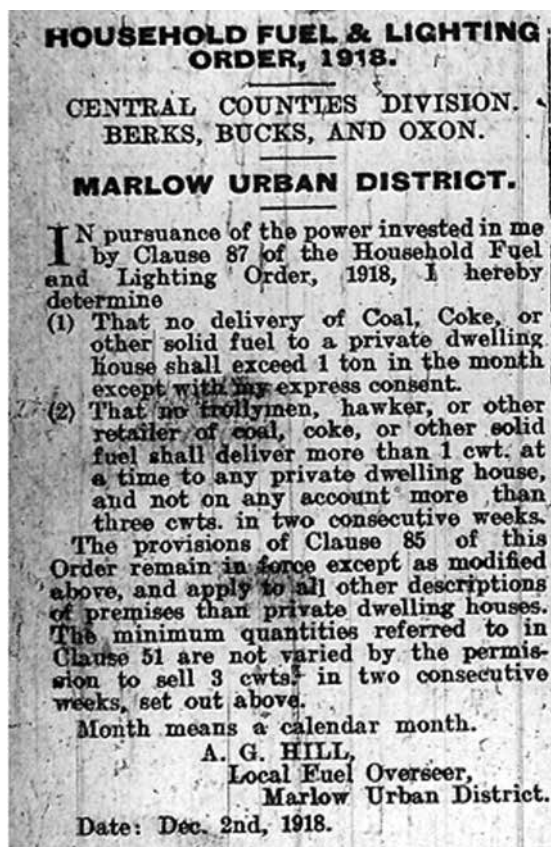 HOUSEHOLD FUEL & LIGHTING
ORDER, 1918.
CENTRAL COUNTIES DIVISION.
BERKS, BUCKS, AND OXON.
MARLOW URBAN DISTRICT.
IN pursuance of the power invested in me
by Clause 87 of the Household Fuel
and Lighting Order, 1918, I hereby
determine
(1) That no delivery of Coal, Coke, or
other solid fuel to a private dwelling
house shall exceed 1 ton in the month
except with my express consent.
(2) That no trollymen, hawker, or other
retailer of coal, coke, or other solid
fuel shall deliver more than 1 cwt. at
a time to any private dwelling house,
and not on any account more than
three cwts. in two consecutive weeks.
The provisions of Clause 85 of this
Order remain in force except as modified
above, and apply to all other descriptions
of premises than private dwelling houses.
The minimum quantities referred to in
Clause 51 are not varied by the permis-
sion to sell 3 cwts. in two consecutive
weeks, set out above.
Month means a calendar month.
A. G. HILL,
Local Fuel Overseer,
Marlow Urban District.
Date: Dec. 2nd, 1918.